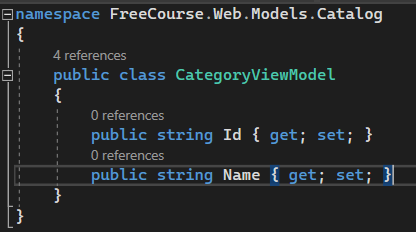 namespace FreeCourse.Web.Models.Catalog
{
4 references
public class CategoryViewModel
{
0 references
public string Id { get; set; }
0 references
public string Name { get; set; }
}
}